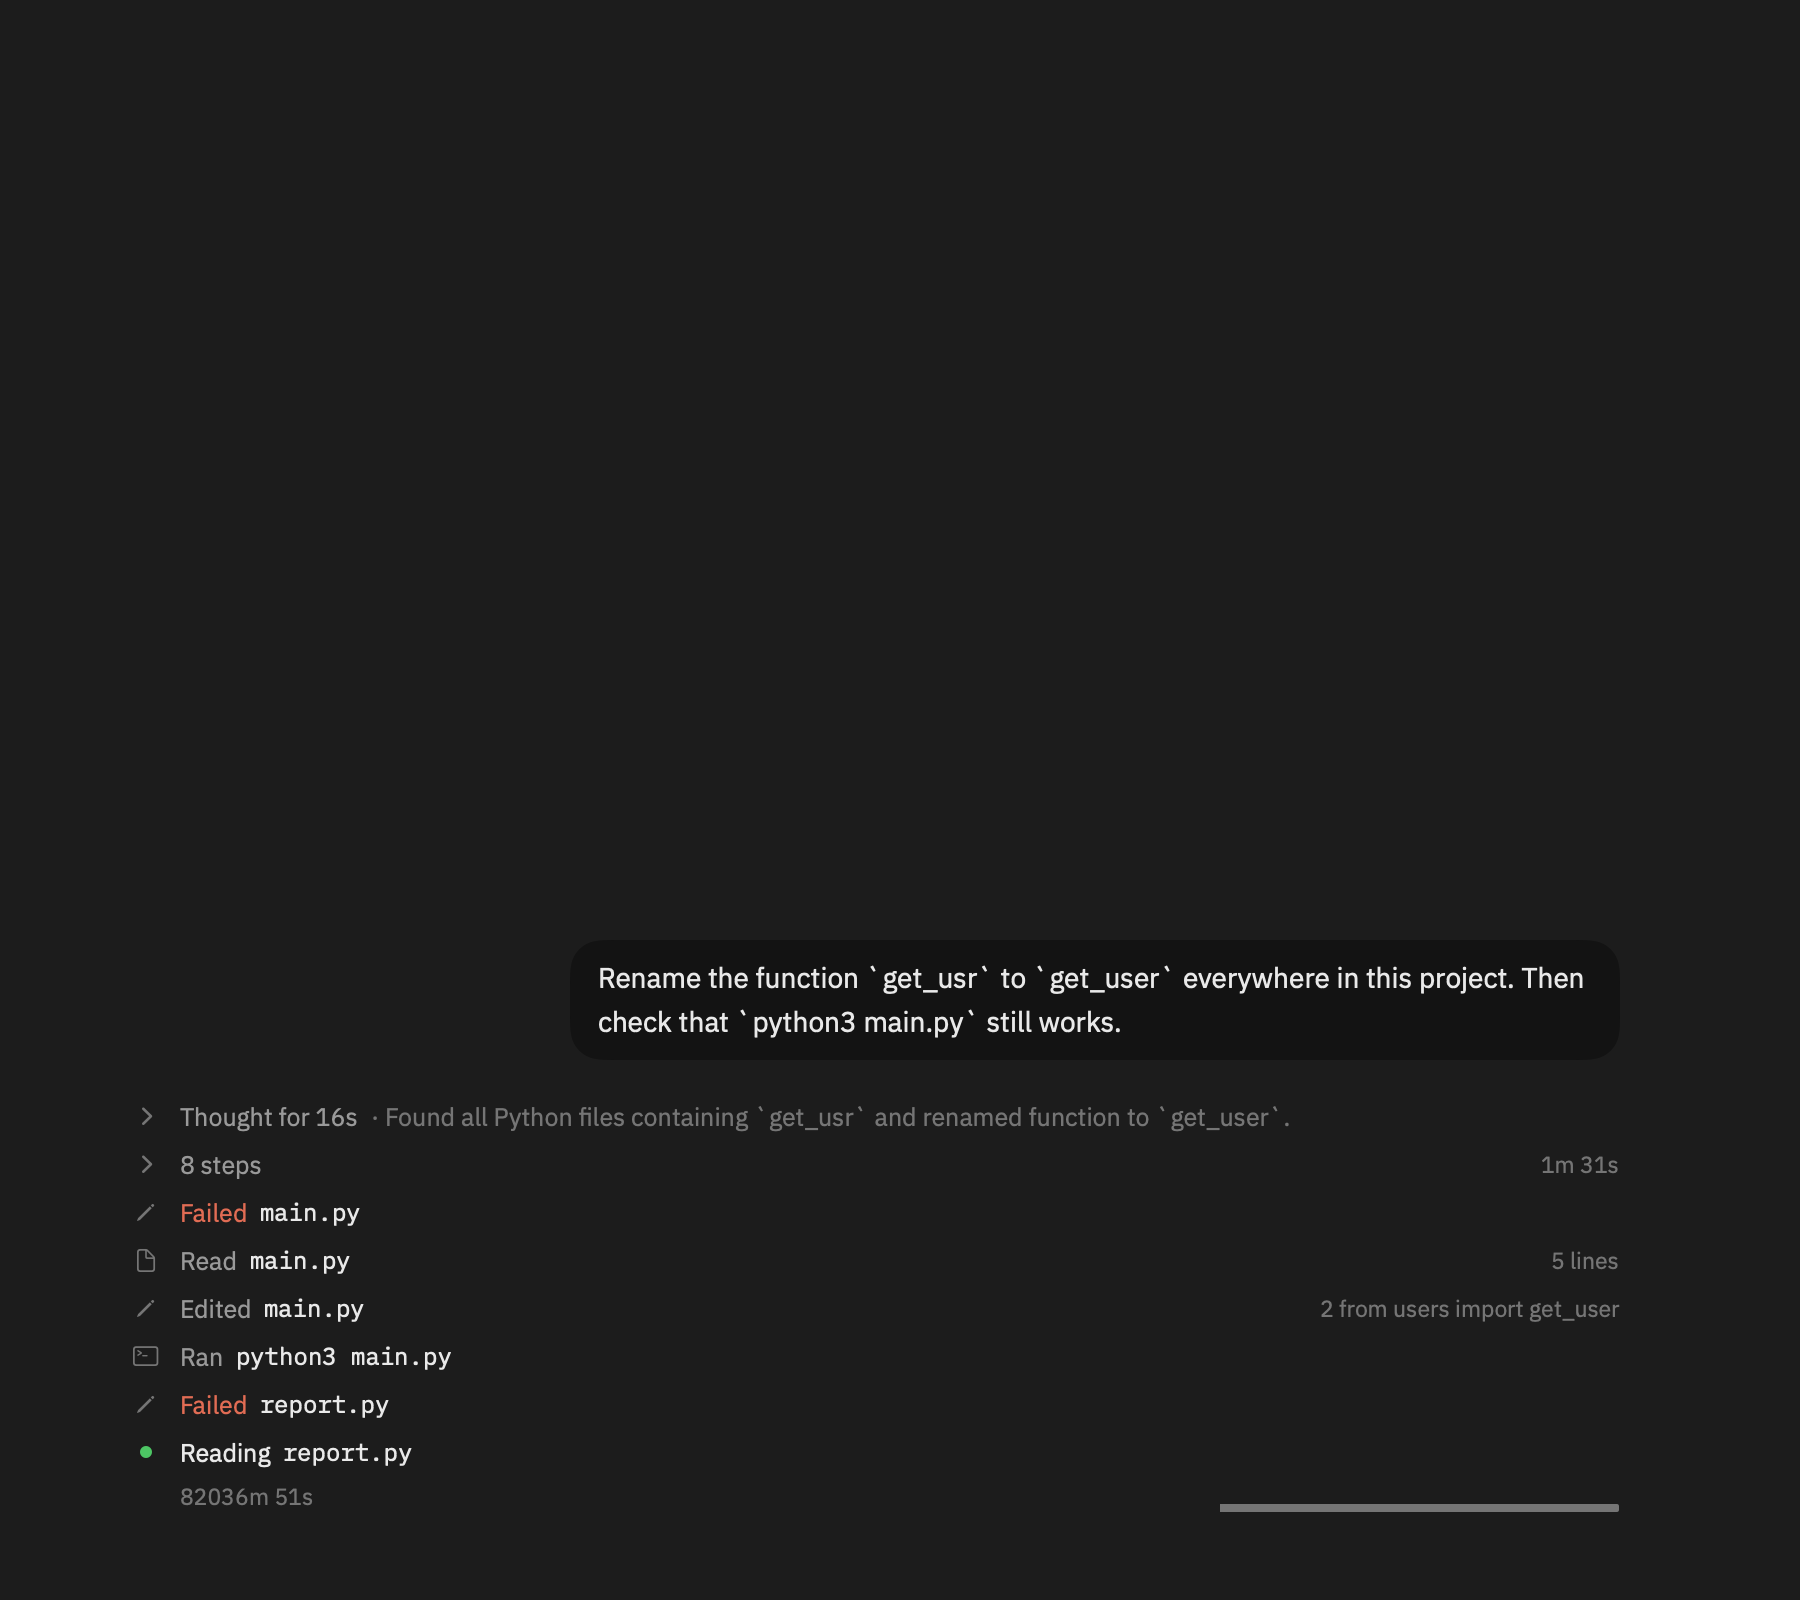 Rename the function `get_usr` to `get_user` everywhere in this project. Then
check that `python3 main.py` still works.
Thought for 16s · Found all Python files containing `get_usr` and renamed function to `get_user`.
8 steps 1m 31s
Failed main.py
Read main.py 5 lines
Edited main.py 2 from users import get_user
Ran python3 main.py
Failed report.py
Reading report.py
82036m 51s